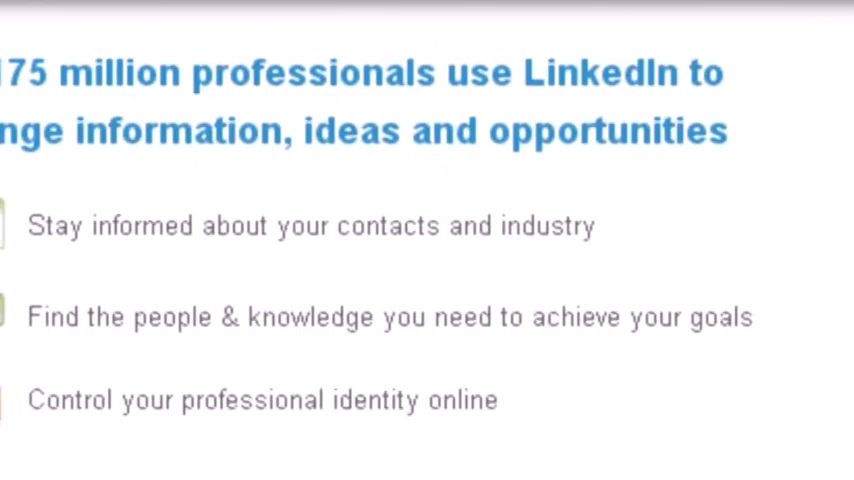 175 million professionals use LinkedIn to
nge information, ideas and opportunities
Stay informed about your contacts and industry
Find the people & knowledge you need to achieve your goals
Control your professional identity online